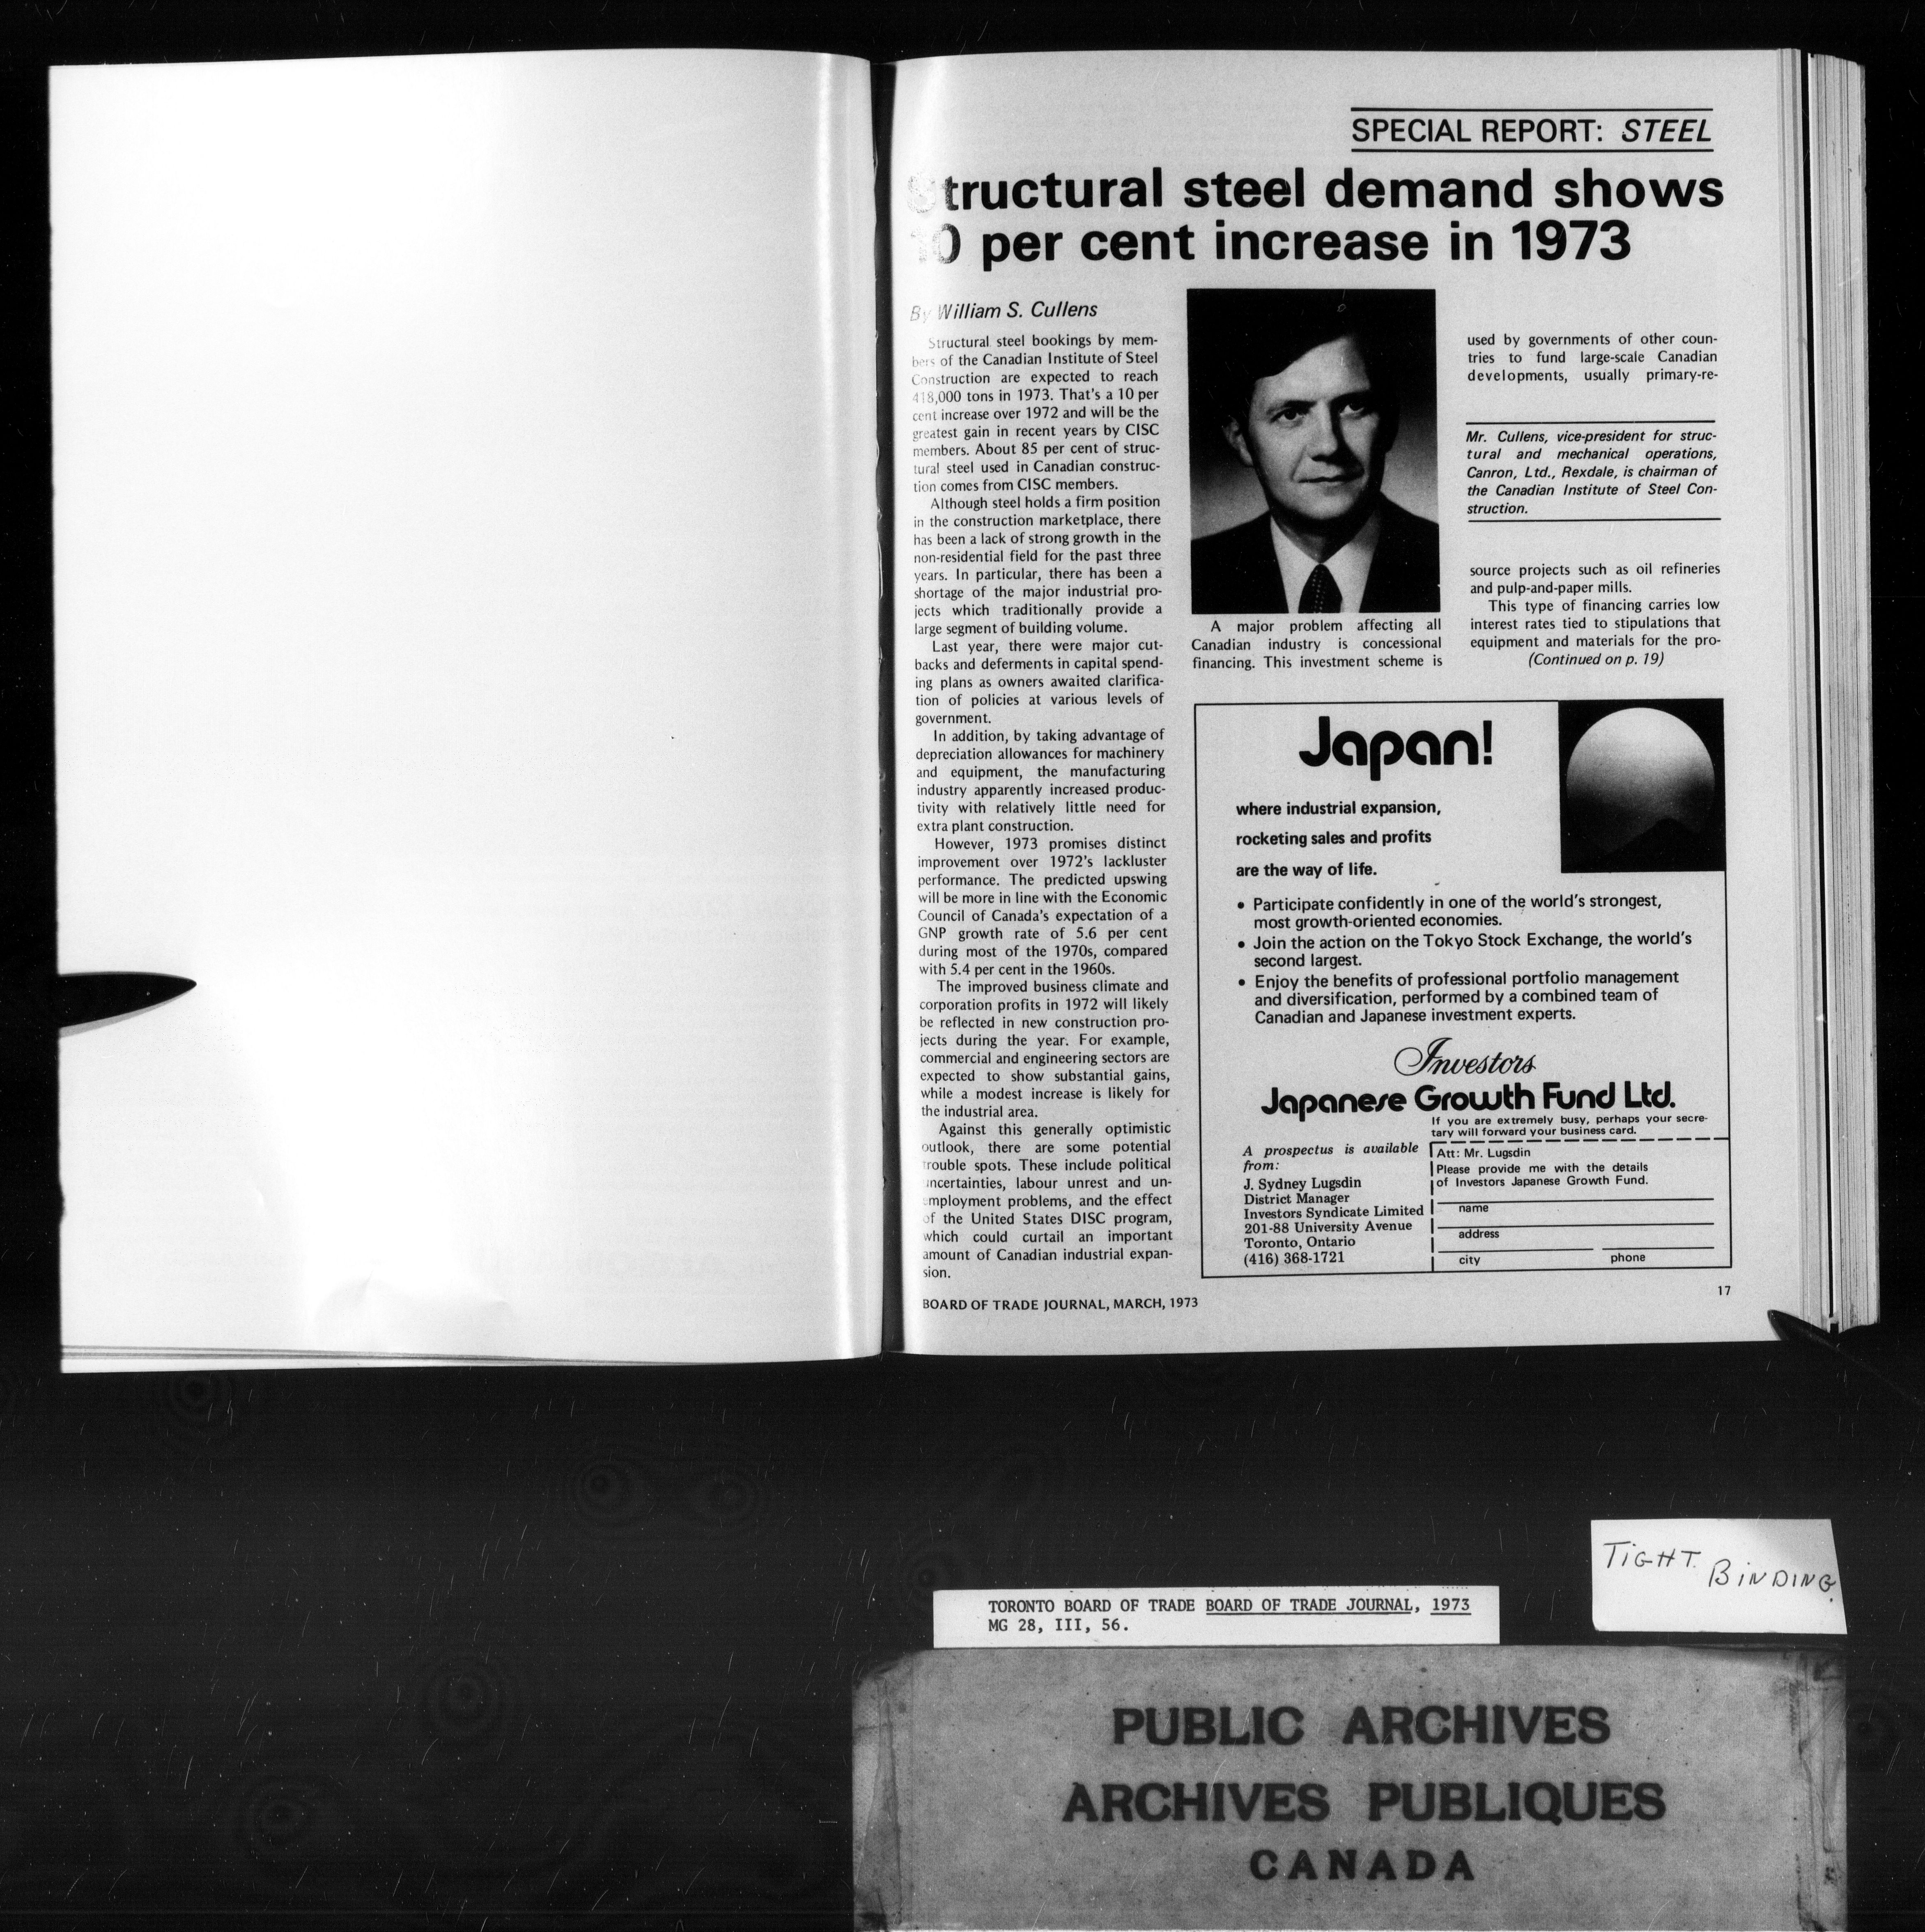 SPECIAL REPORT: STEEL
Structural steel demand shows
10 per cent increase in 1973
By William S. Cullens
Structural steel bookings by mem-
bers of the Canadian Institute of Steel
Construction are expected to reach
418,000 tons in 1973. That's a 10 per
cent increase over 1972 and will be the
greatest gain in recent years by CISC
members. About 85 per cent of struc-
tural steel used in Canadian construc-
tion comes from CISC members.
Although steel holds a firm position
in the construction marketplace, there
has been a lack of strong growth in the
non-residential field for the past three
years. In particular, there has been a
shortage of the major industrial pro-
jects which traditionally provide a
large segment of building volume.
Last year, there were major cut-
backs and deferments in capital spend-
ing plans as owners awaited clarifica-
tion of policies at various levels of
government.
In addition, by taking advantage of
depreciation allowances for machinery
and equipment, the manufacturing
industry apparently increased produc-
tivity with relatively little need for
extra plant construction.
However, 1973 promises distinct
improvement over 1972's lackluster
performance. The predicted upswing
will be more in line with the Economic
Council of Canada's expectation of a
GNP growth rate of 5.6 per cent
during most of the 1970s, compared
with 5.4 per cent in the 1960s.
The improved business climate and
corporation profits in 1972 will likely
be reflected in new construction pro-
jects during the year. For example,
commercial and engineering sectors are
expected to show substantial gains,
while a modest increase is likely for
the industrial area.
Against this generally optimistic
outlook, there are some potential
trouble spots. These include political
uncertainties, labour unrest and un-
employment problems, and the effect
of the United States DISC program,
which could curtail an important
amount of Canadian industrial expan-
sion.
A major problem affecting all
Canadian industry is concessional
financing. This investment scheme is
used by governments of other coun-
tries to fund large-scale Canadian
developments, usually primary-re-
Mr. Cullens, vice-president for struc-
tural and mechanical operations,
Canron, Ltd., Rexdale, is chairman of
the Canadian Institute of Steel Con-
struction.
source projects such as oil refineries
and pulp-and-paper mills.
This type of financing carries low
interest rates tied to stipulations that
equipment and materials for the pro-
(Continued on p. 19)
Japan!
where industrial expansion,
rocketing sales and profits
are the way of life.
• Participate confidently in one of the world's strongest,
most growth-oriented economies.
• Join the action on the Tokyo Stock Exchange, the world's
second largest.
• Enjoy the benefits of professional portfolio management
and diversification, performed by a combined team of
Canadian and Japanese investment experts.
Investors
Japanese Growth Fund Ltd.
If you are extremely busy, perhaps your secre-
tary will forward your business card.
A prospectus is available
from:
J. Sydney Lugsdin
District Manager
Investors Syndicate Limited
201-88 University Avenue
Toronto, Ontario
(416) 368-1721
Att: Mr. Lugsdin
Please provide me with the details
of Investors Japanese Growth Fund.
name
address
city phone
BOARD OF TRADE JOURNAL, MARCH, 1973
17
TIGHT BINDING
TORONTO BOARD OF TRADE BOARD OF TRADE JOURNAL, 1973
MG 28, III, 56.
PUBLIC ARCHIVES
ARCHIVES PUBLIQUES
CANADA